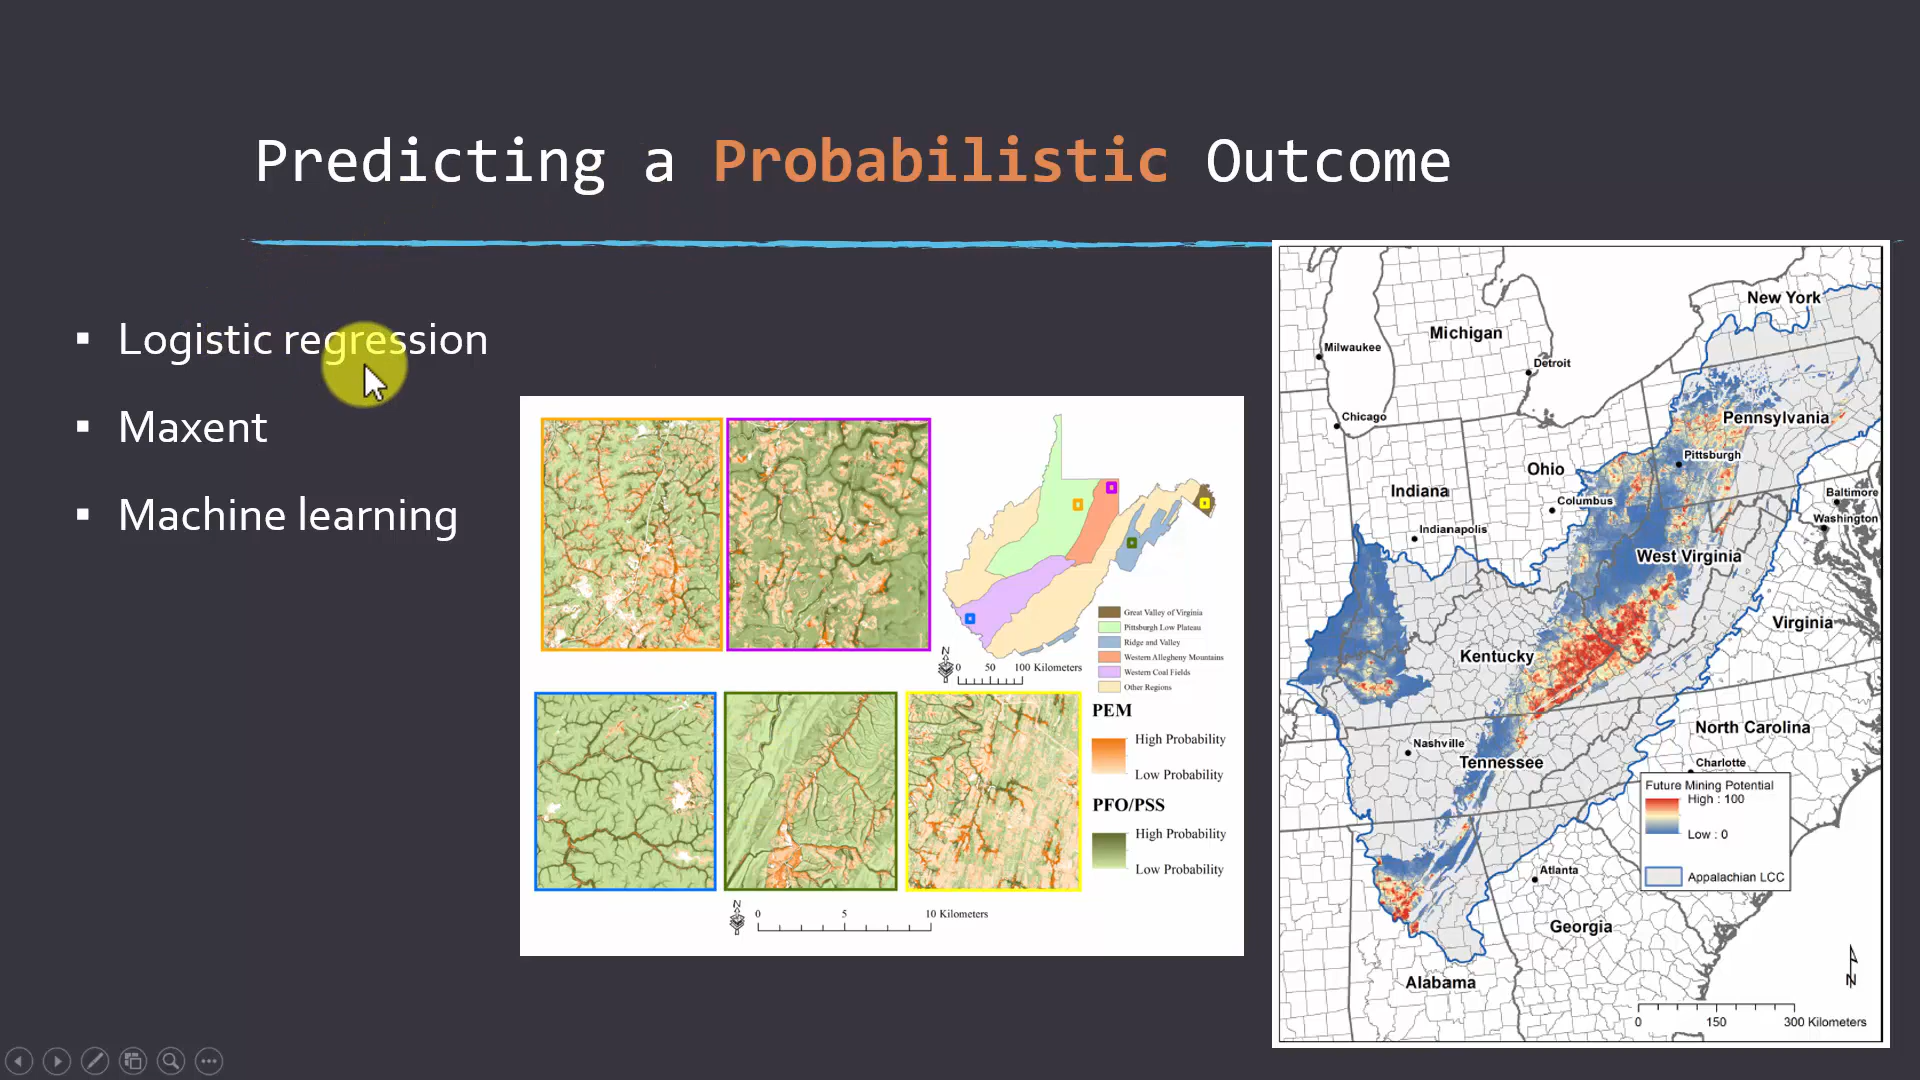 Predicting a Probabilistic Outcome
▪ Logistic regression
▪ Maxent
▪ Machine learning
N
0 50 100 Kilometers
Great Valley of Virginia
Pittsburgh Low Plateau
Ridge and Valley
Western Allegheny Mountains
Western Coal Fields
Other Regions
PEM
High Probability
Low Probability
PFO/PSS
High Probability
Low Probability
N
0 5 10 Kilometers
New York
Michigan
Milwaukee
Detroit
Chicago
Pennsylvania
Pittsburgh
Ohio
Indiana
Columbus
Baltimore
Washington
Indianapolis
West Virginia
Virginia
Kentucky
North Carolina
Nashville
Tennessee
Charlotte
Future Mining Potential
High : 100
Low : 0
Appalachian LCC
Atlanta
Georgia
Alabama
N
0 150 300 Kilometers